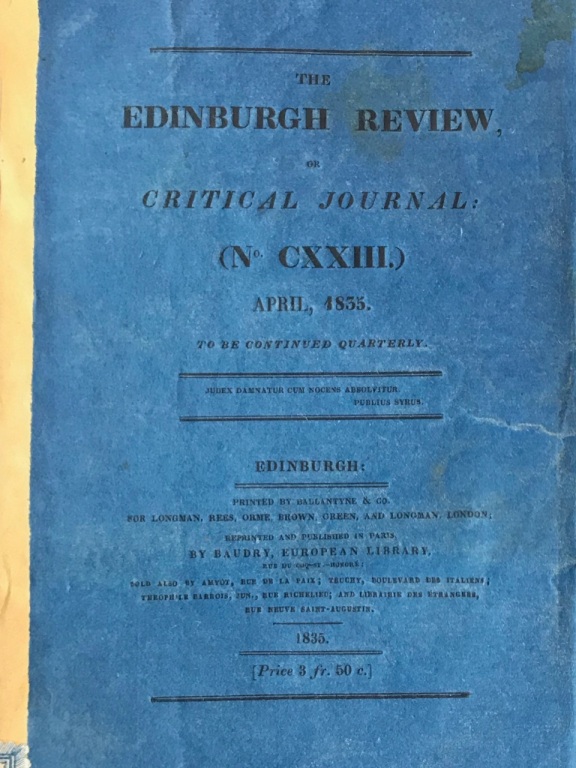 THE
EDINBURGH REVIEW,
OR
CRITICAL JOURNAL:
(No. CXXIII.)
APRIL, 1835.
TO BE CONTINUED QUARTERLY.
JUDEX DAMNATUR CUM NOCENS ABSOLVITUR.
PUBLIUS SYRUS.
EDINBURGH:
PRINTED BY BALLANTYNE & CO.
FOR LONGMAN, REES, ORME, BROWN, GREEN, AND LONGMAN, LONDON;
REPRINTED AND PUBLISHED IN PARIS,
BY BAUDRY, EUROPEAN LIBRARY,
RUE DU COQ-ST.-HONORÉ;
SOLD ALSO BY AMYOT, RUE DE LA PAIX; TRUCHY, BOULEVARD DES ITALIENS;
THEOPHILE BARROIS, JUN., RUE RICHELIEU; AND LIBRAIRIE DES ETRANGERS,
RUE NEUVE SAINT-AUGUSTIN.
1835.
[Price 3 fr. 50 c.]